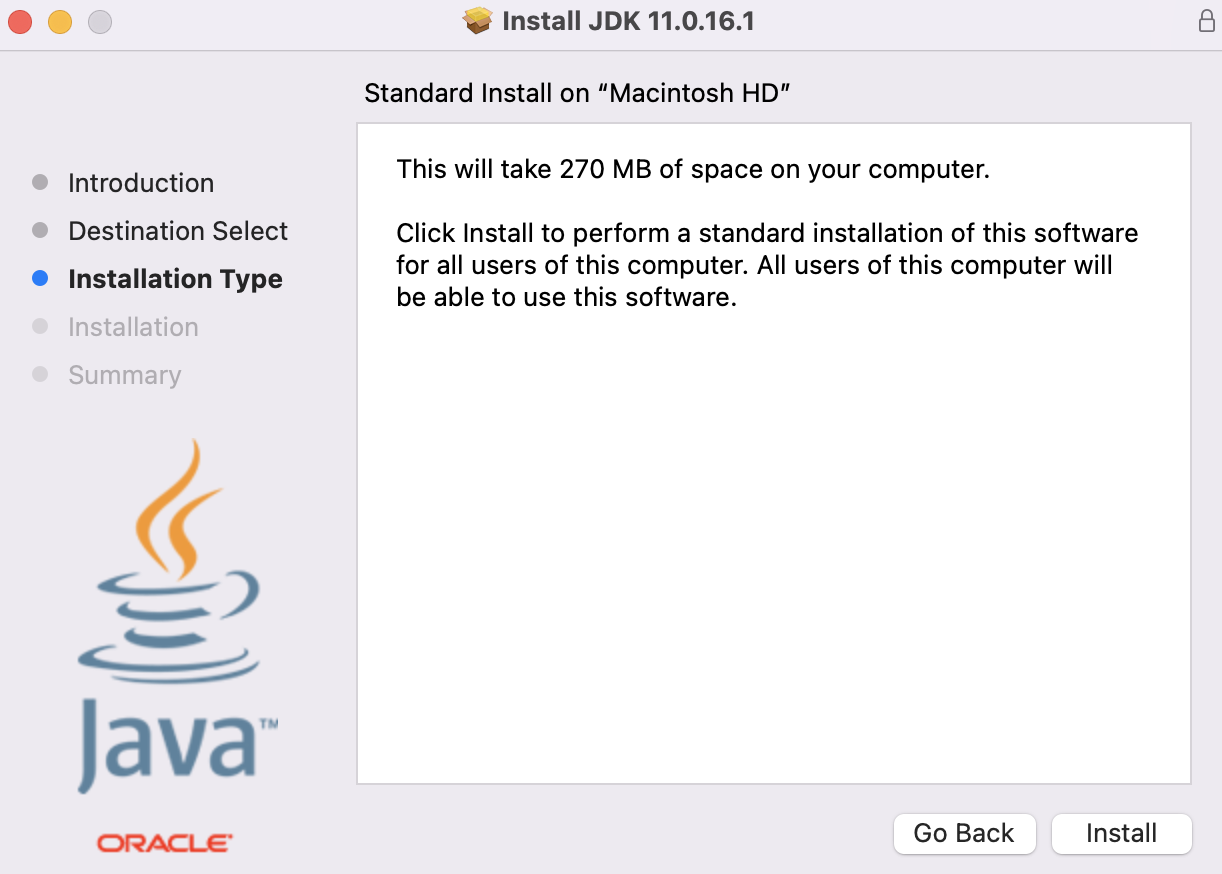 Install JDK 11.0.16.1
Standard Install on “Macintosh HD”
Introduction
Destination Select
Installation Type
Installation
Summary
This will take 270 MB of space on your computer.
Click Install to perform a standard installation of this software
for all users of this computer. All users of this computer will
be able to use this software.
Java™
ORACLE
Go Back
Install